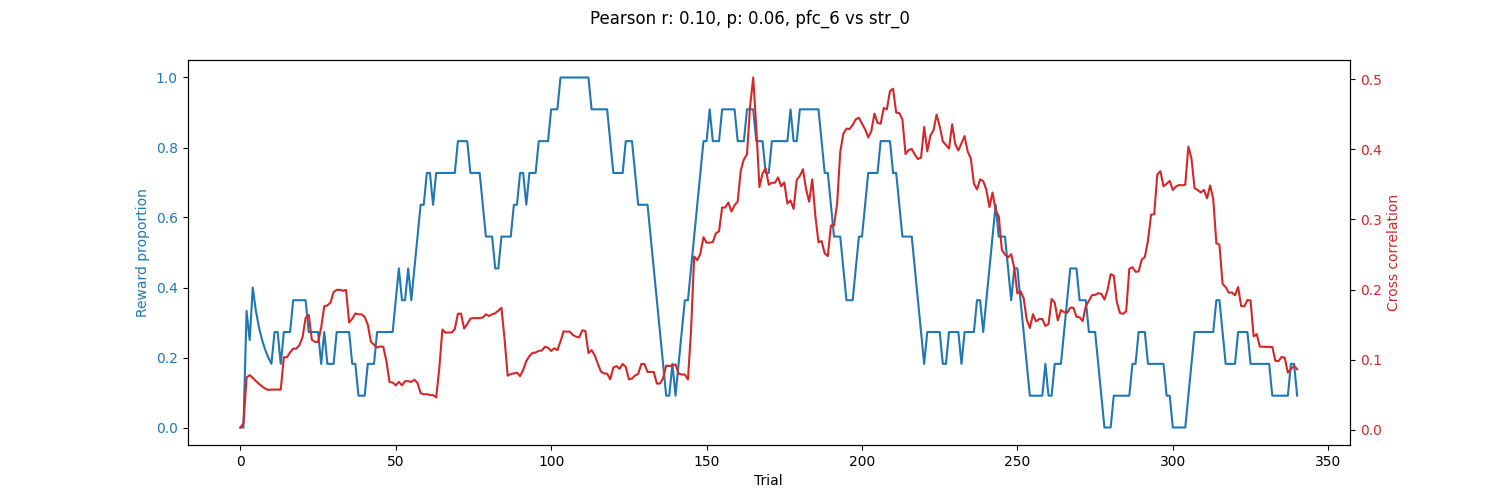 Pearson r: 0.10, p: 0.06, pfc_6 vs str_0
1.0
0.8
0.6
0.4
0.2
0.0
Reward proportion
0.5
0.4
0.3
0.2
0.1
0.0
Cross correlation
0 50 100 150 200 250 300 350
Trial